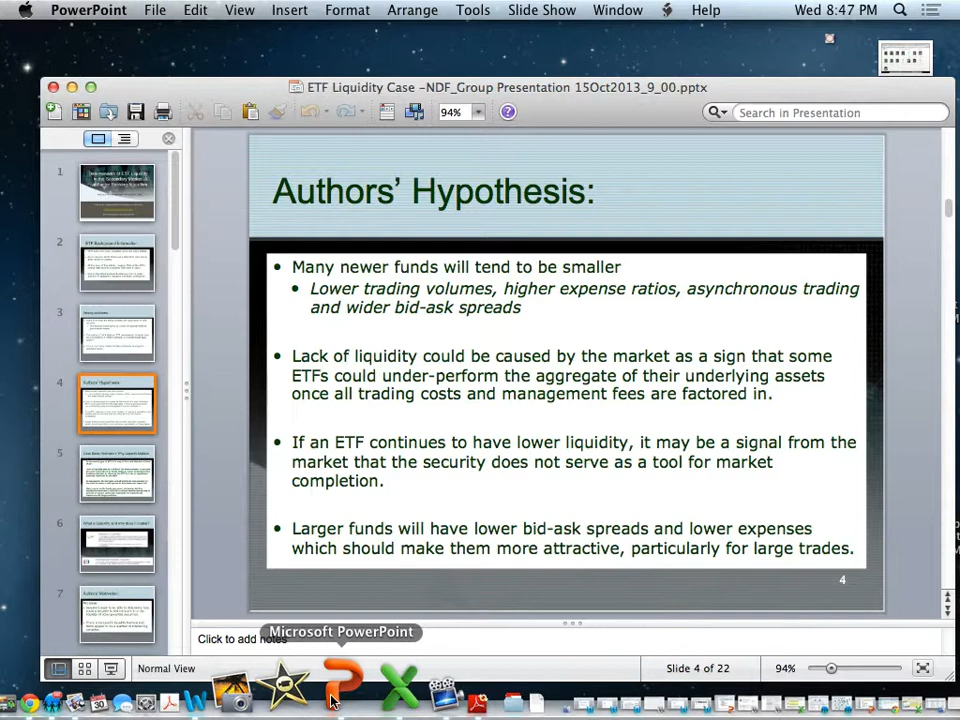 PowerPoint File Edit View Insert Format Arrange Tools Slide Show Window Help Wed 8:47 PM
ETF Liquidity Case –NDF_Group Presentation 15Oct2013_9_00.pptx
94% Search in Presentation
1
2
3
4
5
6
7
Authors' Hypothesis:
• Many newer funds will tend to be smaller
• Lower trading volumes, higher expense ratios, asynchronous trading
and wider bid-ask spreads
• Lack of liquidity could be caused by the market as a sign that some
ETFs could under-perform the aggregate of their underlying assets
once all trading costs and management fees are factored in.
• If an ETF continues to have lower liquidity, it may be a signal from the
market that the security does not serve as a tool for market
completion.
• Larger funds will have lower bid-ask spreads and lower expenses
which should make them more attractive, particularly for large trades.
4
Click to add notes
Microsoft PowerPoint
Normal View Slide 4 of 22 94%